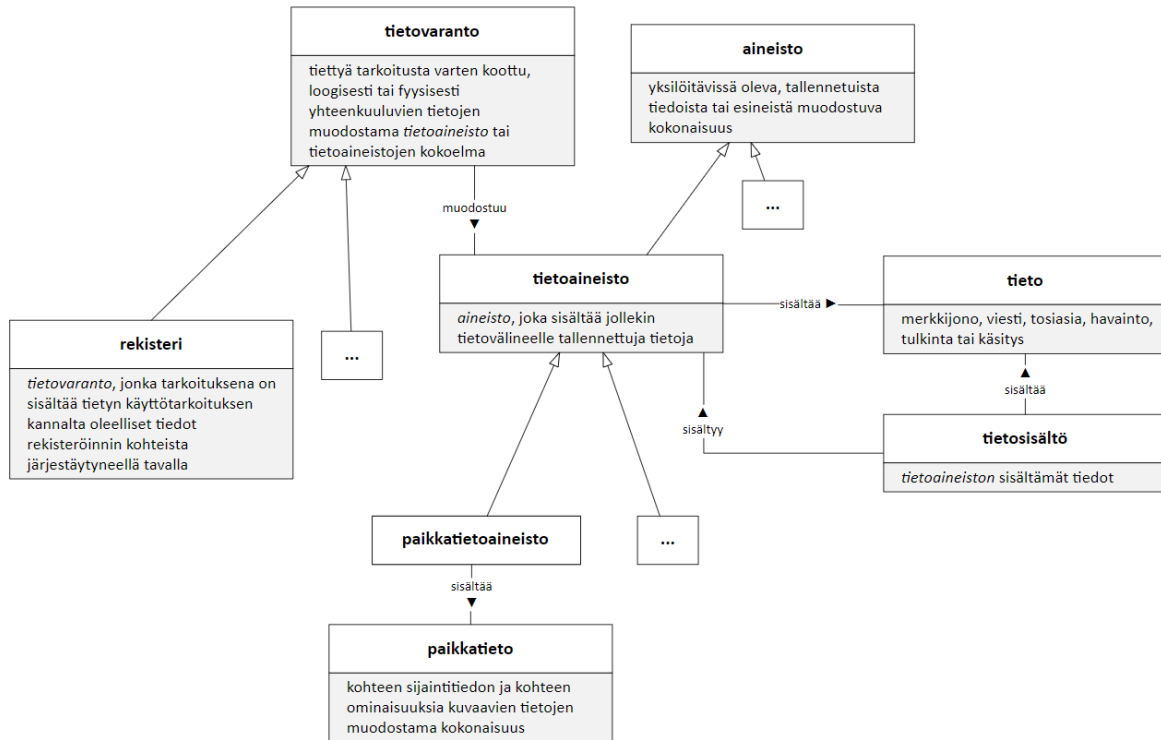 tietovaranto
tiettyä tarkoitusta varten koottu,
loogisesti tai fyysisesti
yhteenkuuluvien tietojen
muodostama tietoaineisto tai
tietoaineistojen kokoelma
aineisto
yksilöitävissä oleva, tallennetuista
tiedoista tai esineistä muodostuva
kokonaisuus
...
muodostuu
tietoaineisto
aineisto, joka sisältää jollekin
tietovälineelle tallennettuja tietoja
sisältää
tieto
merkkijono, viesti, tosiasia, havainto,
tulkinta tai käsitys
rekisteri
tietovaranto, jonka tarkoituksena on
sisältää tietyn käyttötarkoituksen
kannalta oleelliset tiedot
rekisteröinnin kohteista
järjestäytyneellä tavalla
...
sisältää
sisältyy
tietosisältö
tietoaineiston sisältämät tiedot
paikkatietoaineisto
...
sisältää
paikkatieto
kohteen sijaintitiedon ja kohteen
ominaisuuksia kuvaavien tietojen
muodostama kokonaisuus